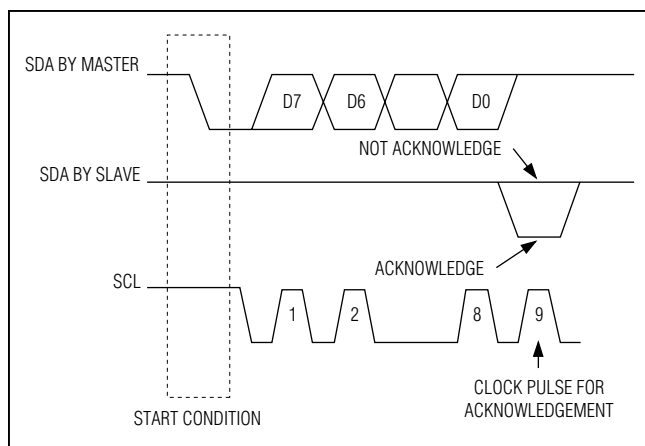 SDA BY MASTER
D7
D6
D0
NOT ACKNOWLEDGE
SDA BY SLAVE
ACKNOWLEDGE
SCL
1
2
8
9
CLOCK PULSE FOR
ACKNOWLEDGEMENT
START CONDITION